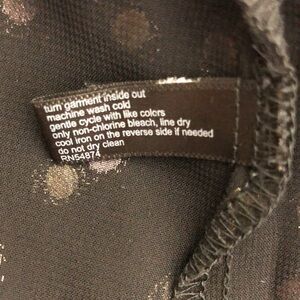 turn garment inside out
machine wash cold
gentle cycle with like colors
only non-chlorine bleach, line dry
cool iron on the reverse side if needed
do not dry clean
RN54874